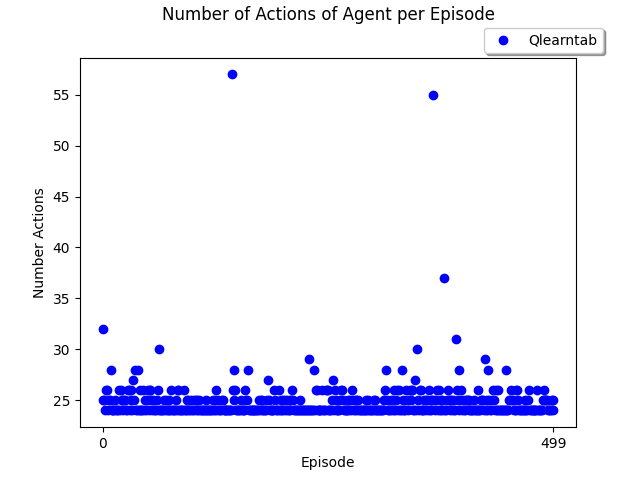 Number of Actions of Agent per Episode
Qlearntab
55
50
45
40
35
30
25
Number Actions
0
499
Episode